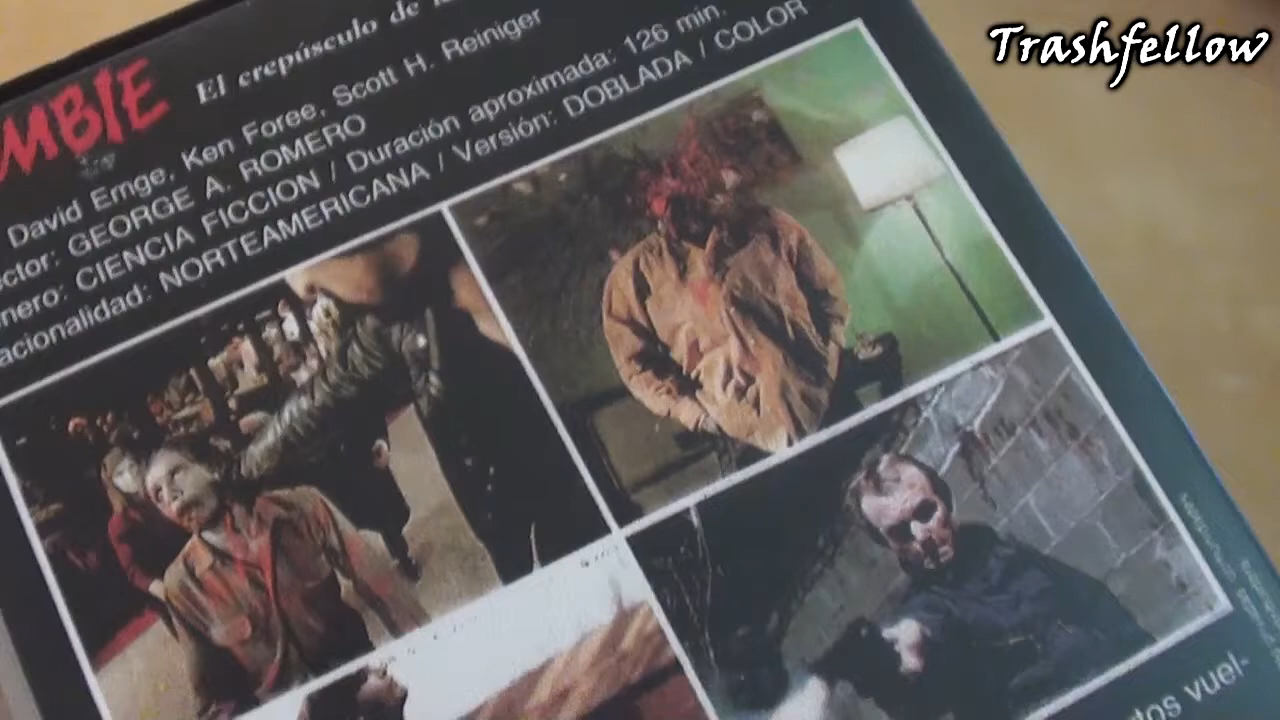 Trashfellow
MBIE
El crepúsculo de
David Emge, Ken Foree, Scott H. Reiniger
ctor: GEORGE A. ROMERO
nero: CIENCIA FICCION / Duración aproximada: 126 min.
acionalidad: NORTEAMERICANA / Versión: DOBLADA / COLOR
tos vuel-